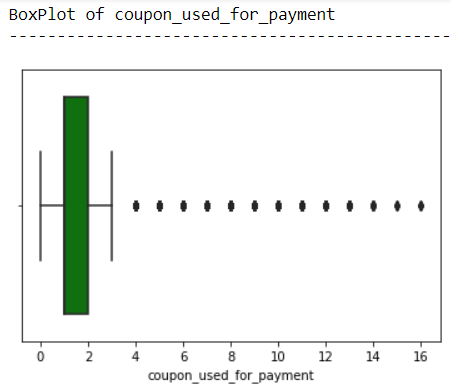 BoxPlot of coupon_used_for_payment
----------------------------------------------
0 2 4 6 8 10 12 14 16
coupon_used_for_payment